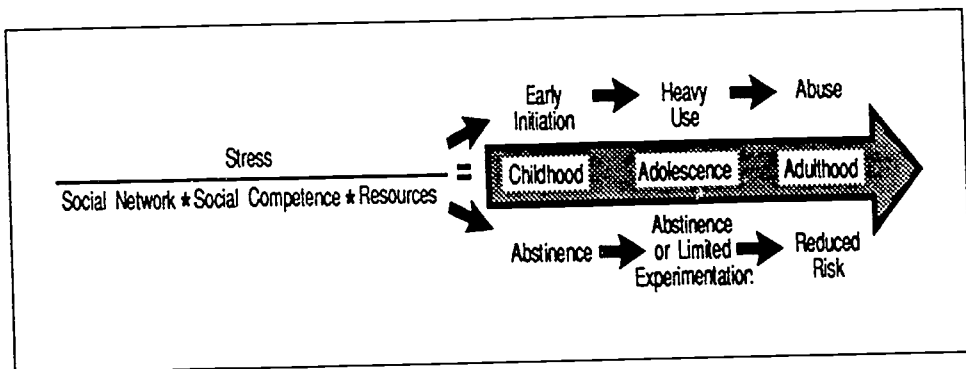 Early
Initiation
Heavy
Use
Abuse
Stress
=
Social Network * Social Competence * Resources
Childhood
Adolescence
Adulthood
Abstinence
Abstinence
or Limited
Experimentation.
Reduced
Risk